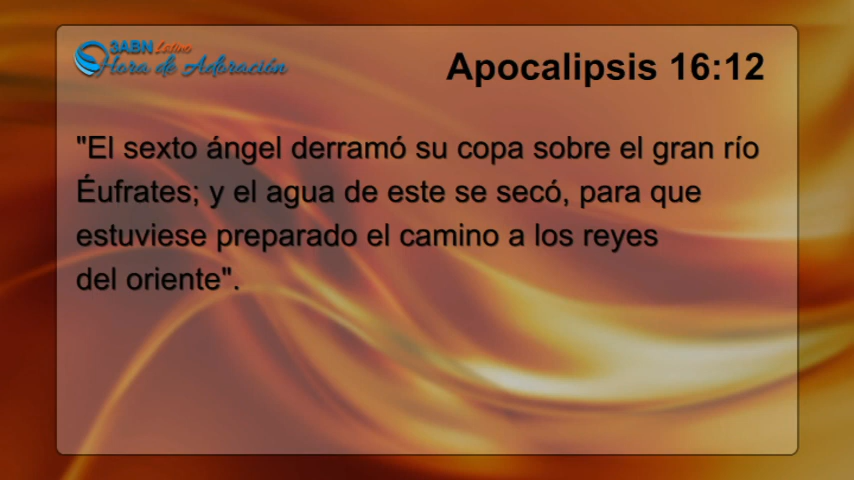 3ABN Latino
Hora de Adoración
Apocalipsis 16:12
"El sexto ángel derramó su copa sobre el gran río
Éufrates; y el agua de este se secó, para que
estuviese preparado el camino a los reyes
del oriente".